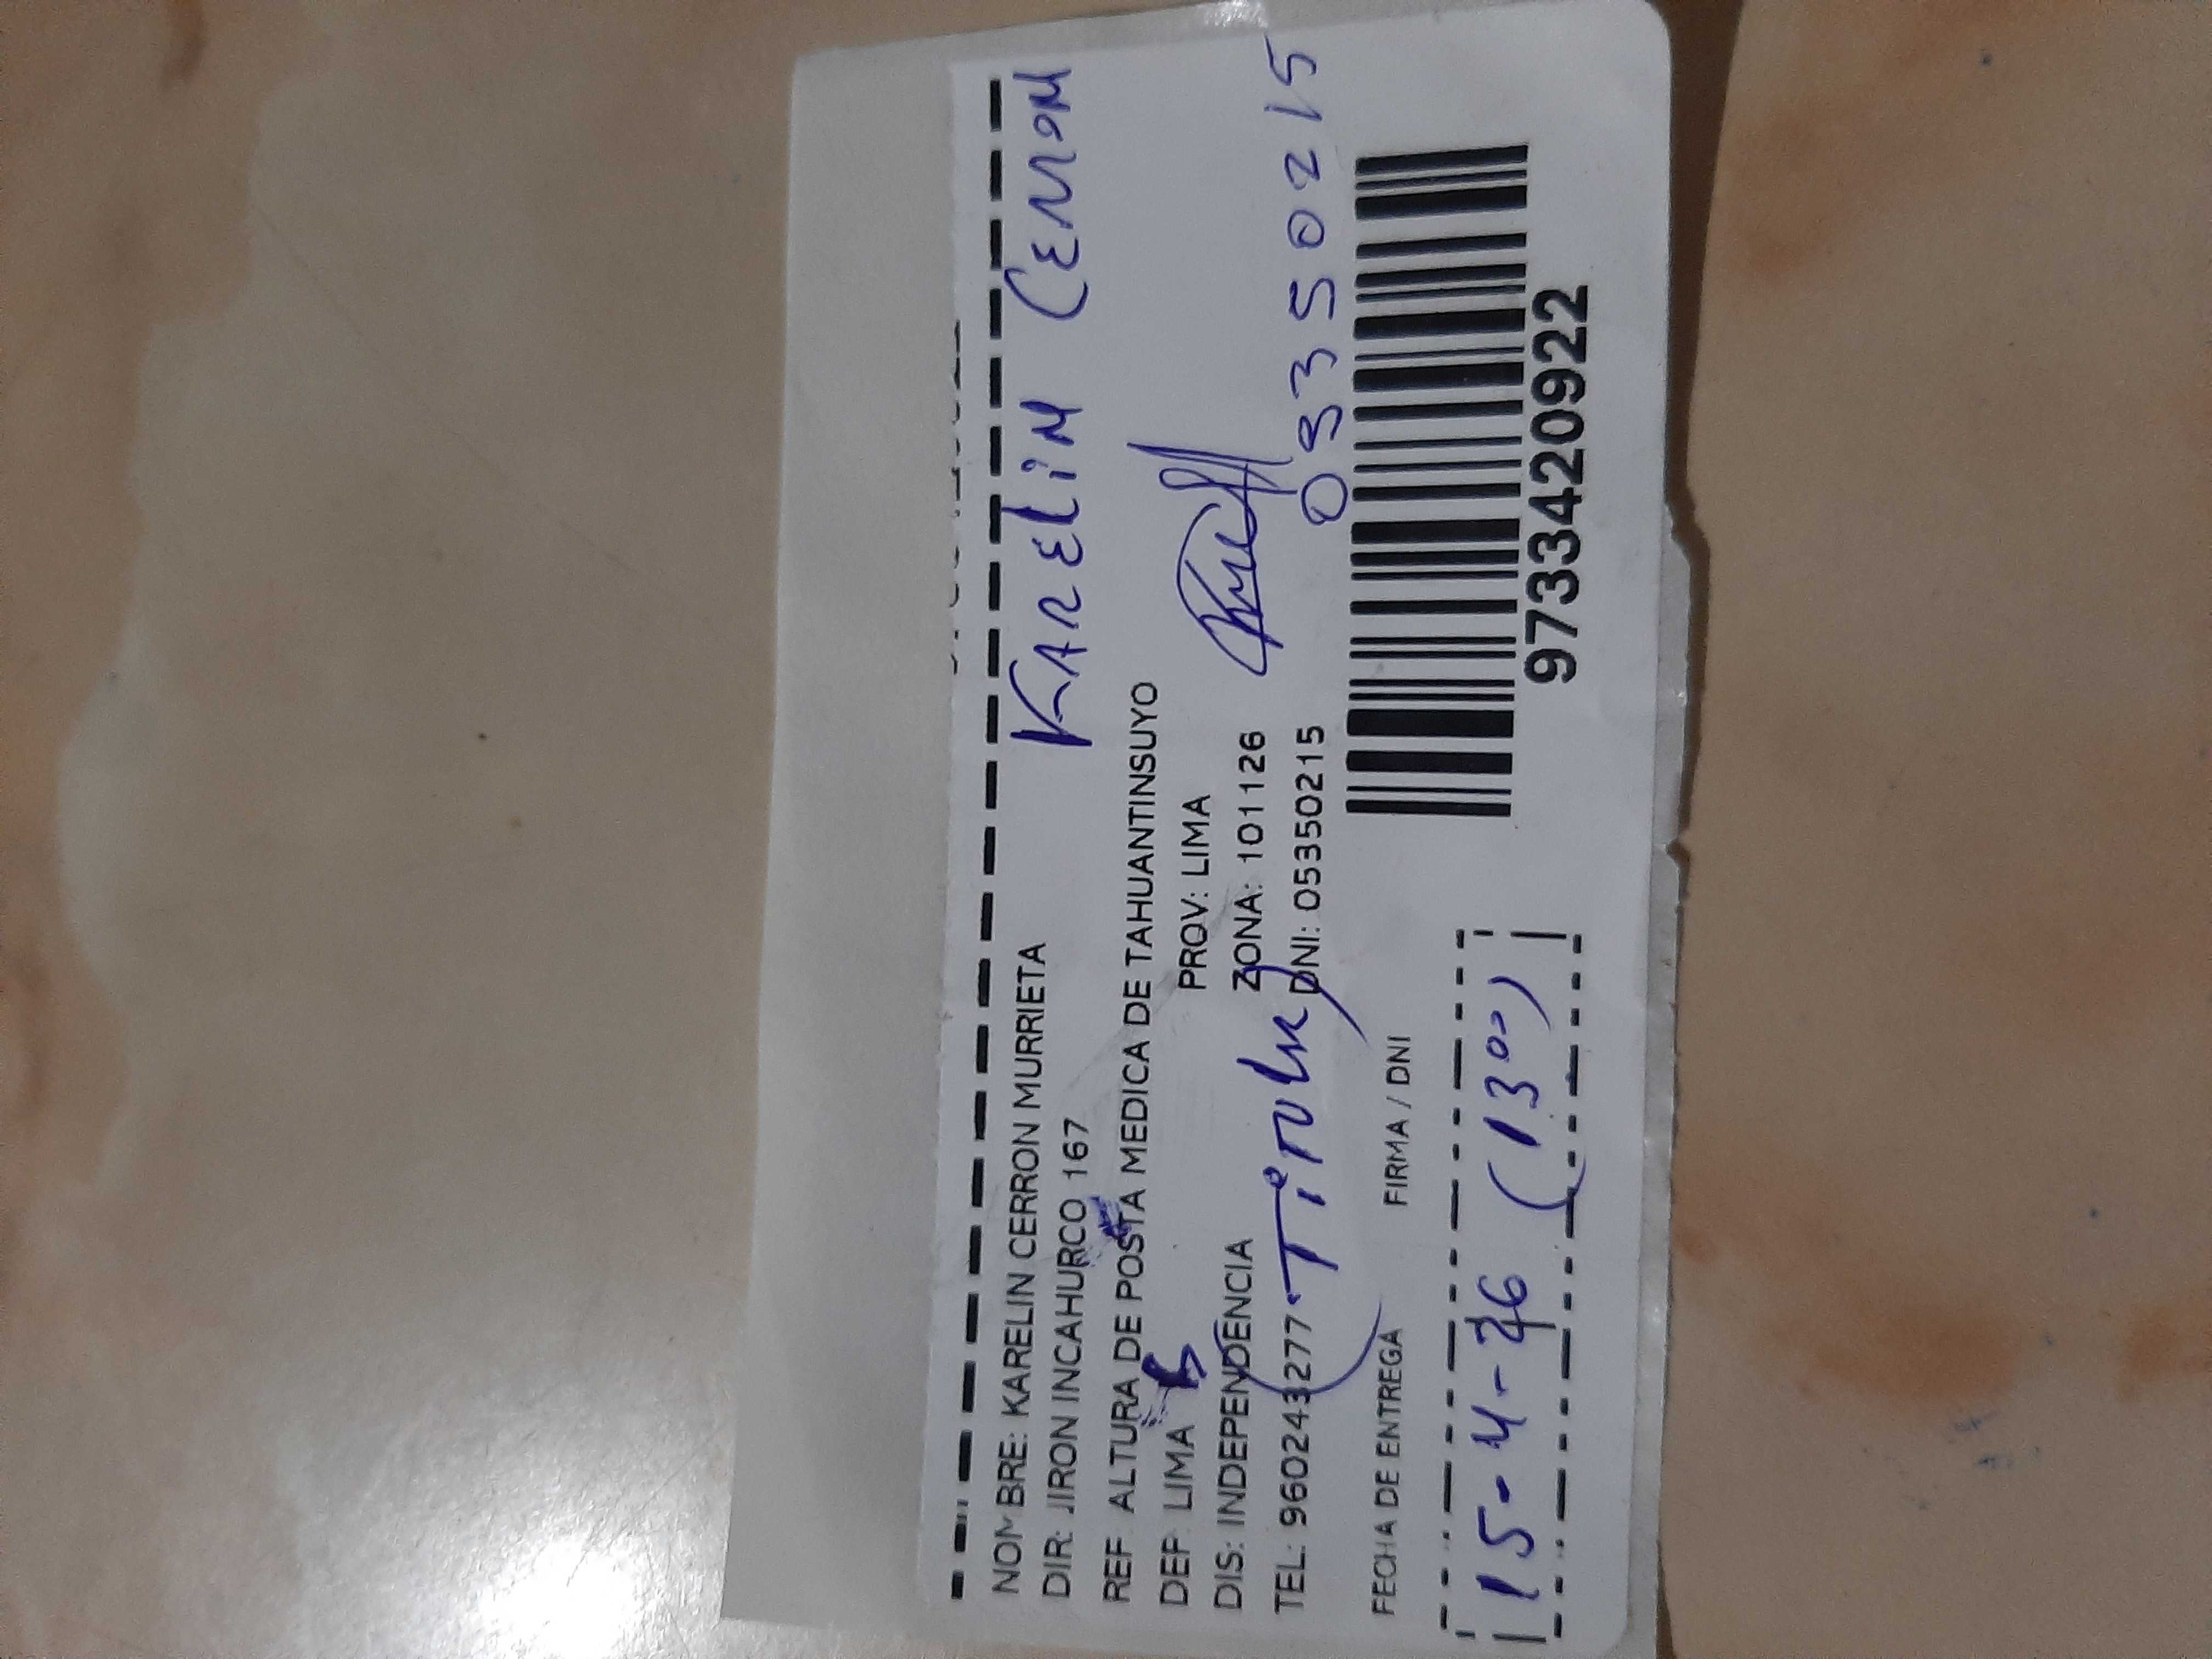 NOMBRE: KARELIN CERRON MURRIETA
KARELIN CERRON
DIR: JIRON INCAHURCO 167
REF ALTURA DE POSTA MEDICA DE TAHUANTINSUYO
DEP. LIMA PROV: LIMA
DIS: INDEPENDENCIA ZONA: 101126
TEL: 960243277 DNI: 05350215
(Titular)
03350215
FECHA DE ENTREGA FIRMA / DNI
15-4-26 (13 00)
9733420922